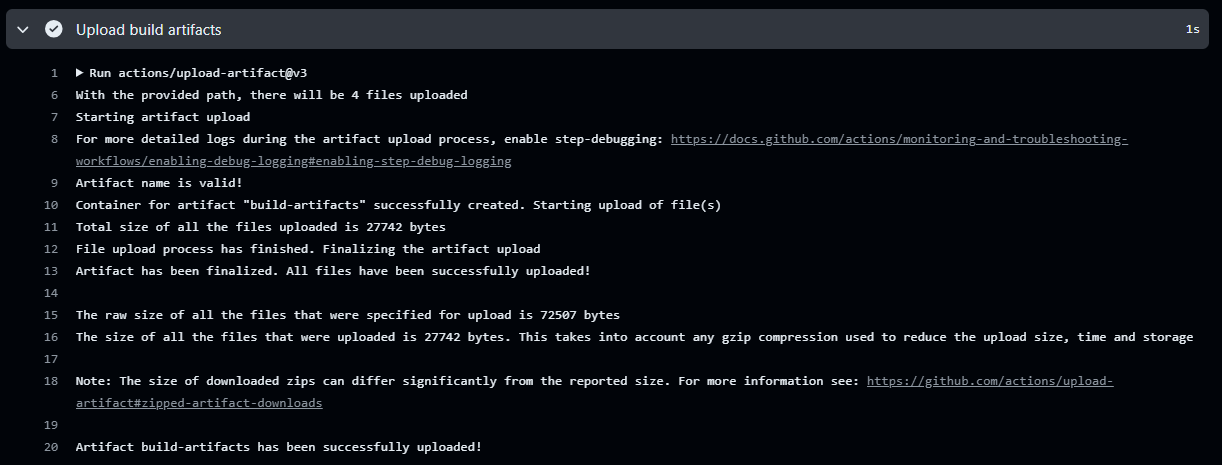 Upload build artifacts 1s
1 Run actions/upload-artifact@v3
6 With the provided path, there will be 4 files uploaded
7 Starting artifact upload
8 For more detailed logs during the artifact upload process, enable step-debugging: https://docs.github.com/actions/monitoring-and-troubleshooting-
workflows/enabling-debug-logging#enabling-step-debug-logging
9 Artifact name is valid!
10 Container for artifact "build-artifacts" successfully created. Starting upload of file(s)
11 Total size of all the files uploaded is 27742 bytes
12 File upload process has finished. Finalizing the artifact upload
13 Artifact has been finalized. All files have been successfully uploaded!
14
15 The raw size of all the files that were specified for upload is 72507 bytes
16 The size of all the files that were uploaded is 27742 bytes. This takes into account any gzip compression used to reduce the upload size, time and storage
17
18 Note: The size of downloaded zips can differ significantly from the reported size. For more information see: https://github.com/actions/upload-
artifact#zipped-artifact-downloads
19
20 Artifact build-artifacts has been successfully uploaded!